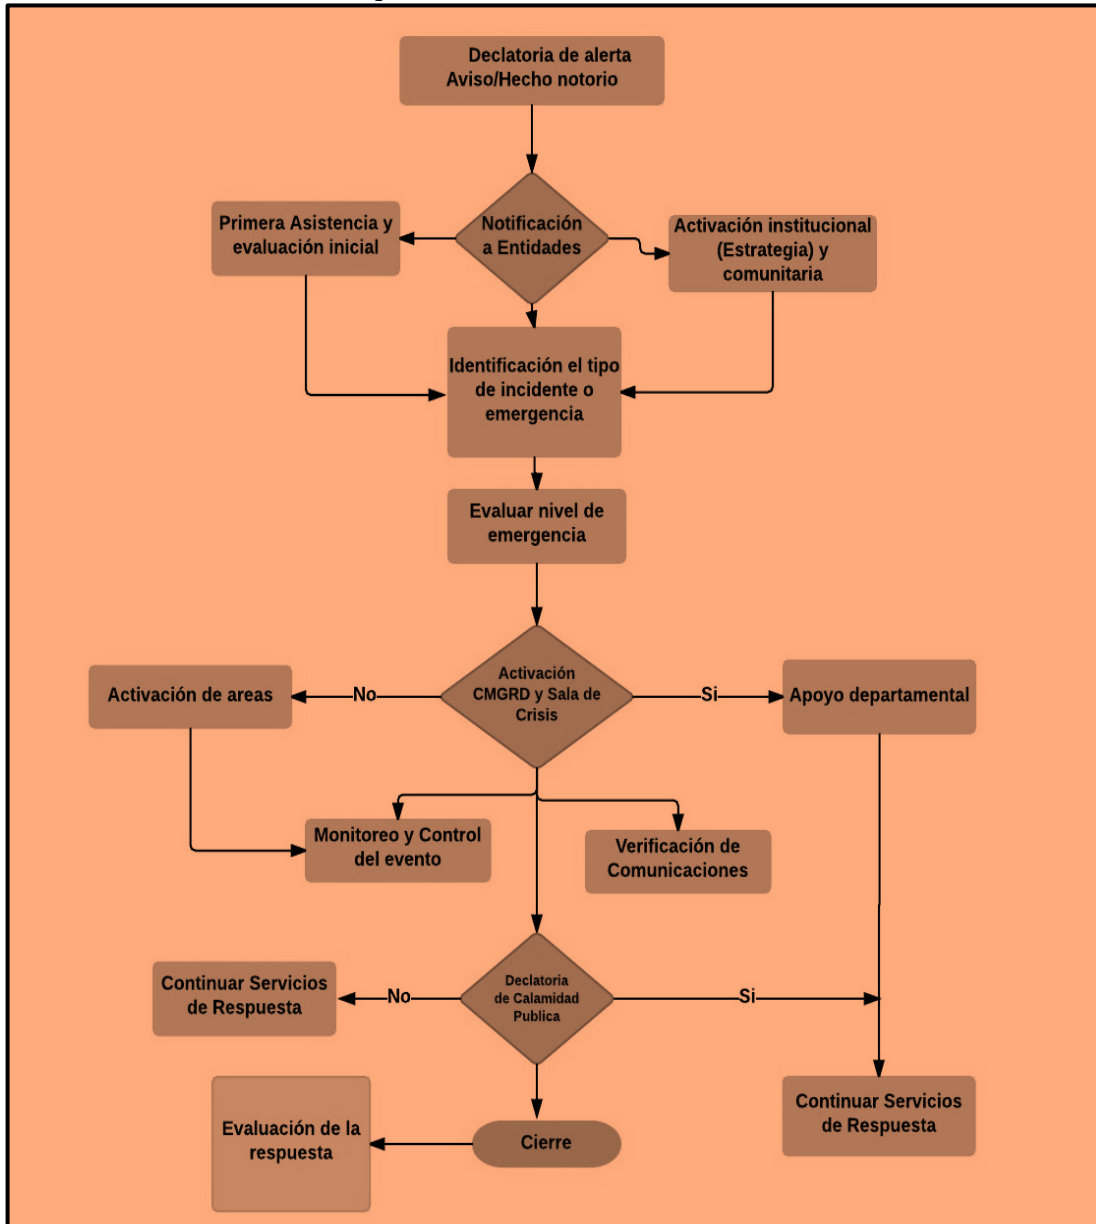 Declatoria de alerta
Aviso/Hecho notorio
Notificación
a Entidades
Primera Asistencia y
evaluación inicial
Activación institucional
(Estrategia) y
comunitaria
Identificación el tipo
de incidente o
emergencia
Evaluar nivel de
emergencia
Activación
CMGRD y Sala de
Crisis
No
Activación de areas
Si
Apoyo departamental
Monitoreo y Control
del evento
Verificación de
Comunicaciones
Declatoria
de Calamidad
Publica
No
Continuar Servicios
de Respuesta
Si
Continuar Servicios
de Respuesta
Cierre
Evaluación de la
respuesta